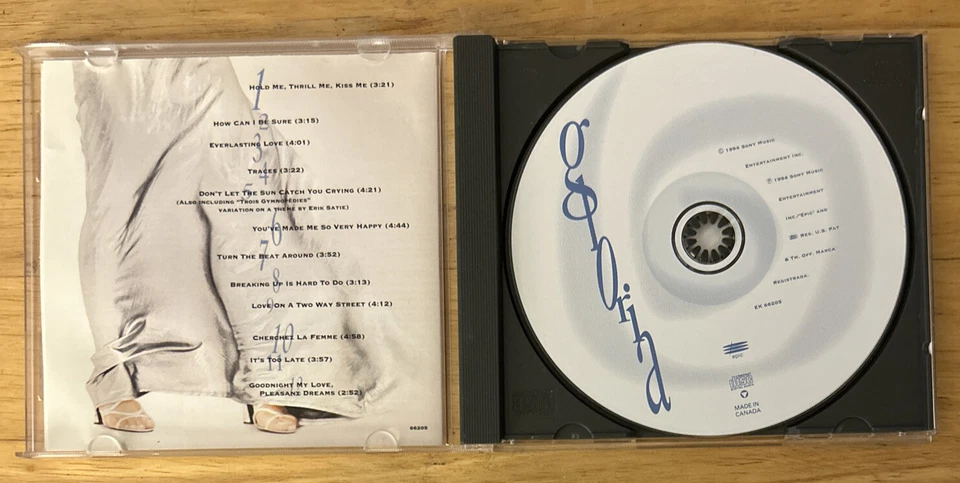 1
HOLD ME, THRILL ME, KISS ME (3:21)
2
HOW CAN I BE SURE (3:15)
3
EVERLASTING LOVE (4:01)
4
TRACES (3:22)
5
DON'T LET THE SUN CATCH YOU CRYING (4:21)
(ALSO INCLUDING "TROIS GYMNOPÉDIES"
VARIATION ON A THEME BY ERIK SATIE)
6
YOU'VE MADE ME SO VERY HAPPY (4:44)
7
TURN THE BEAT AROUND (3:52)
8
BREAKING UP IS HARD TO DO (3:13)
9
LOVE ON A TWO WAY STREET (4:12)
10
CHERCHEZ LA FEMME (4:58)
11
IT'S TOO LATE (3:57)
12
GOODNIGHT MY LOVE,
PLEASANT DREAMS (2:52)
66205
gloria
© 1994 SONY MUSIC
ENTERTAINMENT INC.
℗ 1994 SONY MUSIC
ENTERTAINMENT
INC./"EPIC" AND
REG. U.S. PAT
& TM. OFF. MARCA
REGISTRADA.
EK 66205
epic
MADE IN
CANADA